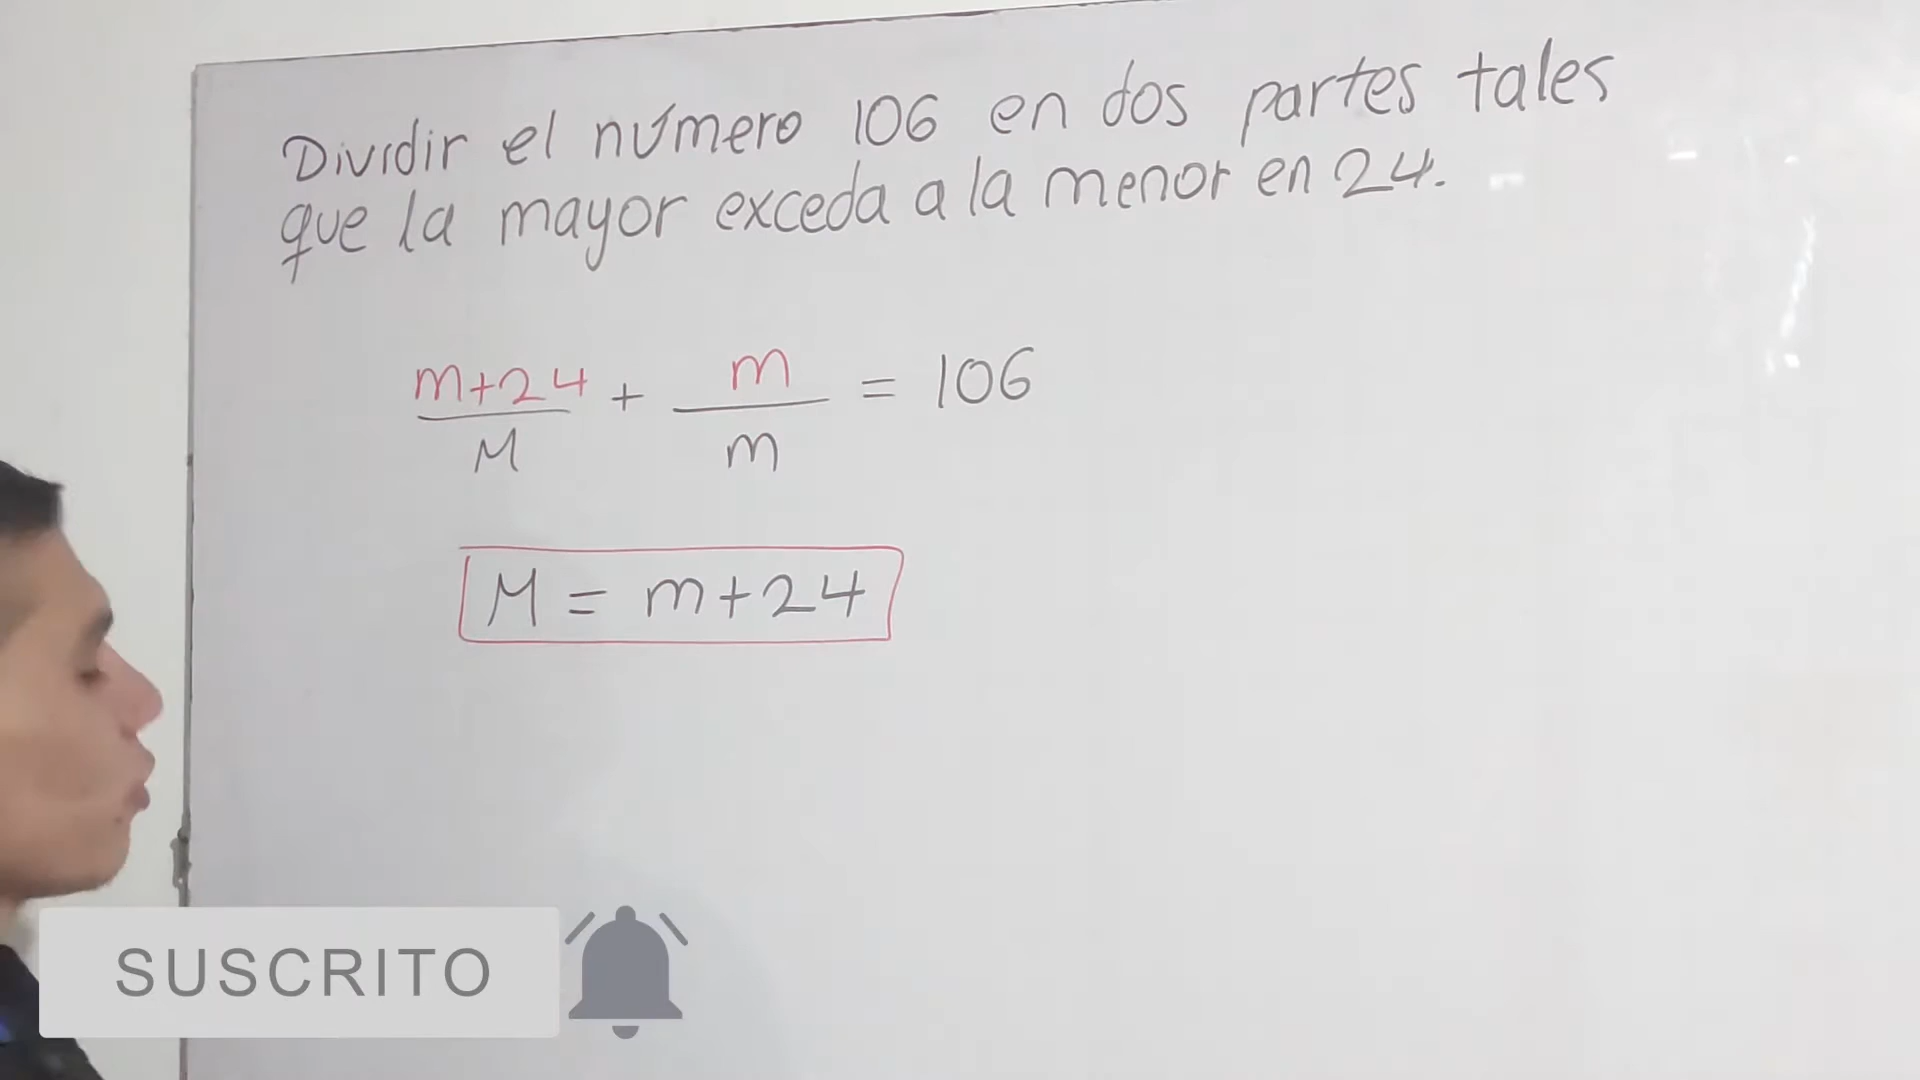 Dividir el número 106 en dos partes tales
que la mayor exceda a la menor en 24.
m+24 + m = 106
M m
M = m+24
SUSCRITO